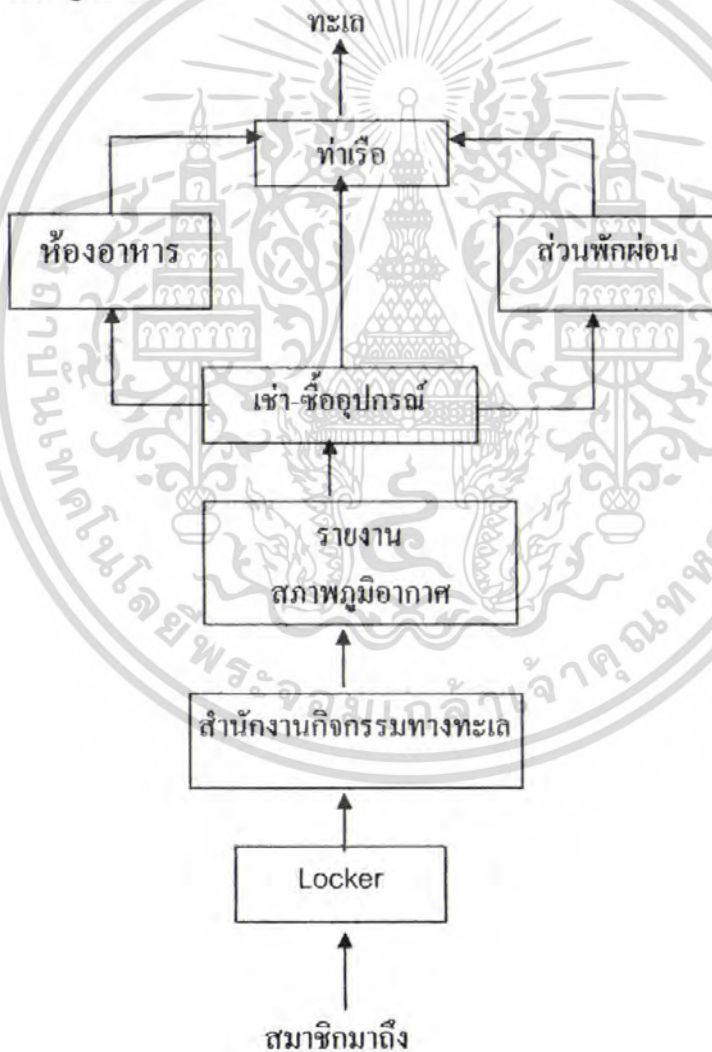 ทะเล
ท่าเรือ
ห้องอาหาร
ส่วนพักผ่อน
เช่า-ซื้ออุปกรณ์
รายงาน
สภาพภูมิอากาศ
สำนักงานกิจกรรมทางทะเล
Locker
สมาชิกมาถึง